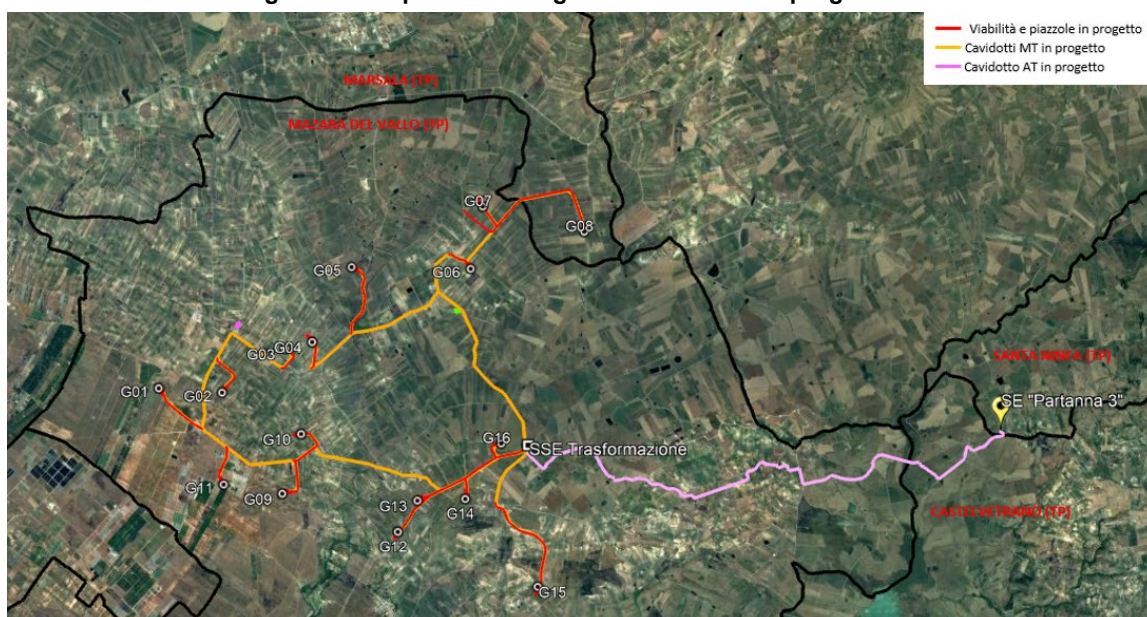 Viabilità e piazzole in progetto
Cavidotti MT in progetto
Cavidotto AT in progetto
MARSALA (TP)
MAZARA DEL VALLO (TP)
G07
G08
G05
G06
G03
G04
G01
G02
SANTA NINFA (TP)
SE "Partanna 3"
G10
G16
SSE Trasformazione
G11
G09
G13
G14
G12
CASTELVETRANO (TP)
G15